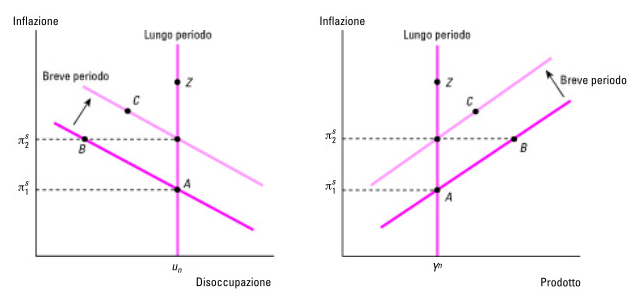 Inflazione
Lungo periodo
Breve periodo
Z
C
π₂ˢ
B
π₁ˢ
A
uₙ
Disoccupazione
Inflazione
Lungo periodo
Z
Breve periodo
C
π₂ˢ
B
π₁ˢ
A
Yⁿ
Prodotto